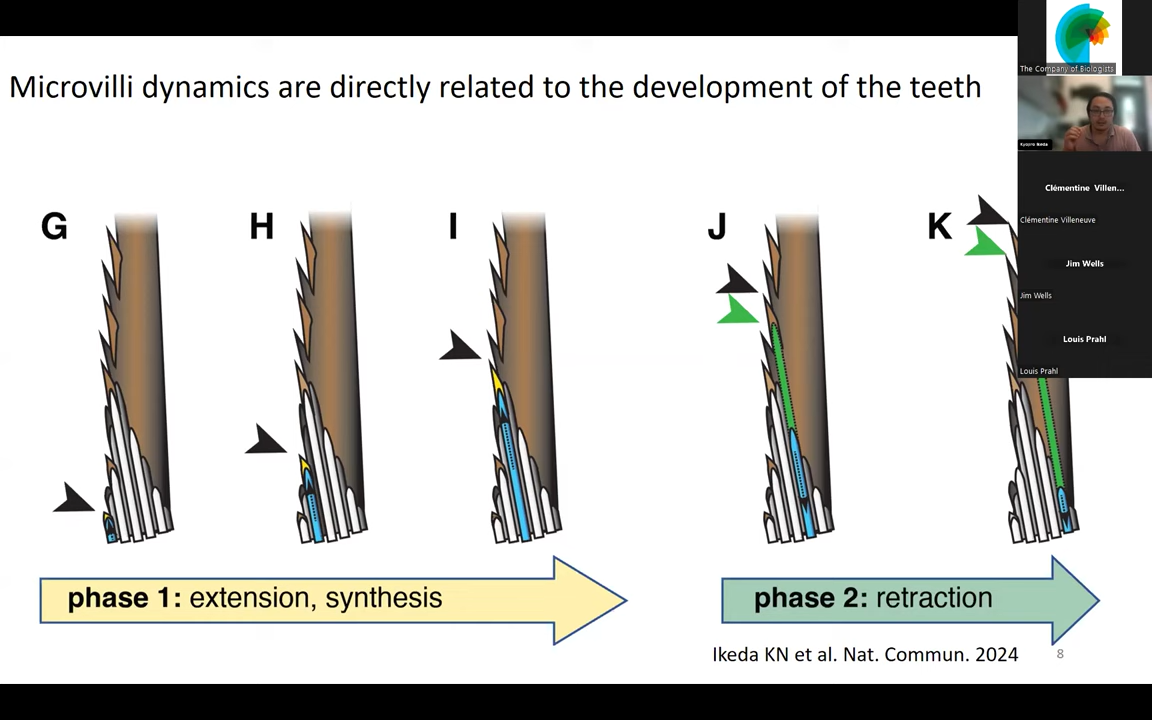 Microvilli dynamics are directly related to the development of the teeth
G
H
I
J
K
phase 1: extension, synthesis
phase 2: retraction
Ikeda KN et al. Nat. Commun. 2024
8
The Company of Biologists
Kyojiro Ikeda
Clémentine Villen...
Clémentine Villeneuve
Jim Wells
Jim Wells
Louis Prahl
Louis Prahl